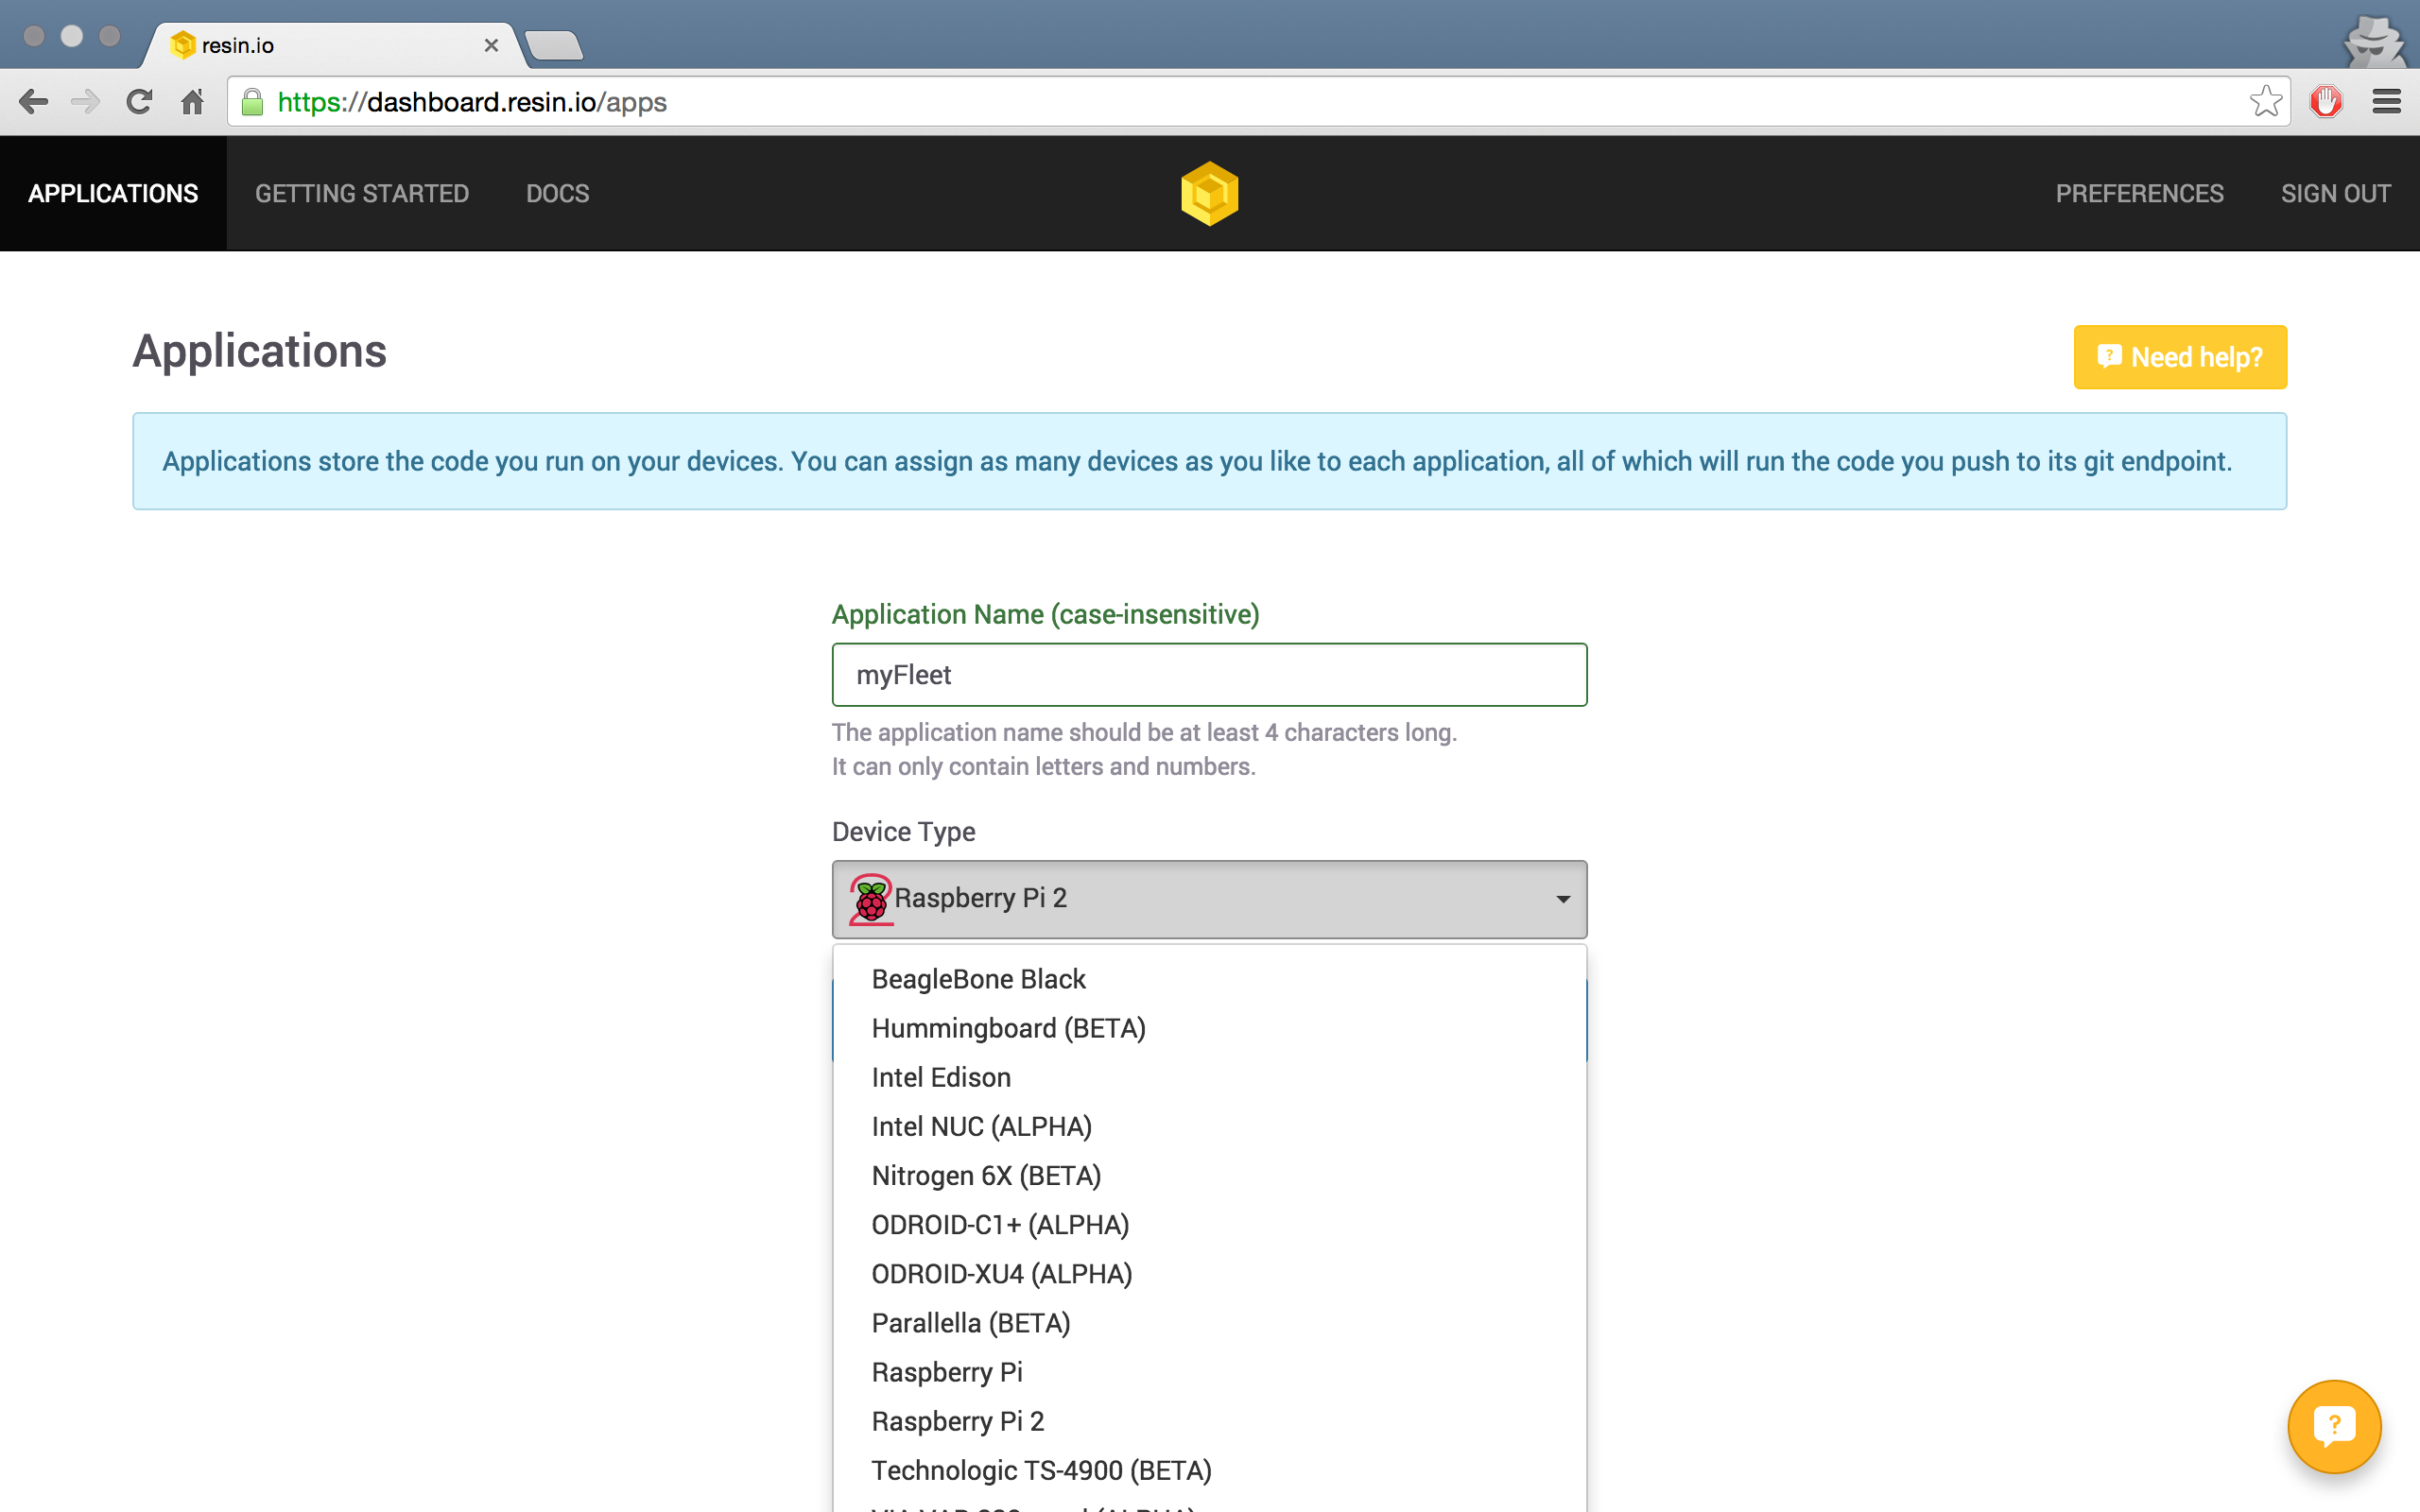 resin.io
https://dashboard.resin.io/apps
APPLICATIONS GETTING STARTED DOCS PREFERENCES SIGN OUT
Applications
Need help?
Applications store the code you run on your devices. You can assign as many devices as you like to each application, all of which will run the code you push to its git endpoint.
Application Name (case-insensitive)
myFleet
The application name should be at least 4 characters long.
It can only contain letters and numbers.
Device Type
Raspberry Pi 2
BeagleBone Black
Hummingboard (BETA)
Intel Edison
Intel NUC (ALPHA)
Nitrogen 6X (BETA)
ODROID-C1+ (ALPHA)
ODROID-XU4 (ALPHA)
Parallella (BETA)
Raspberry Pi
Raspberry Pi 2
Technologic TS-4900 (BETA)